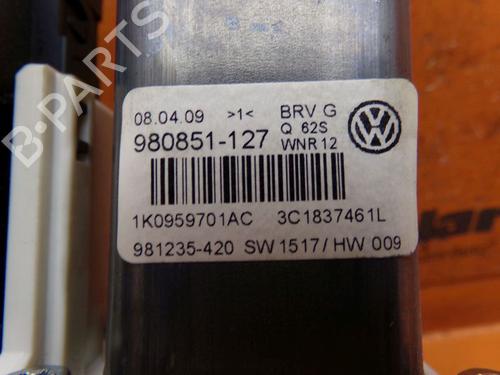 B-PARTS
08.04.09 >1< BRV G
980851-127 Q 62S
WNR 12
1K0959701AC 3C1837461L
981235-420 SW 1517/HW 009